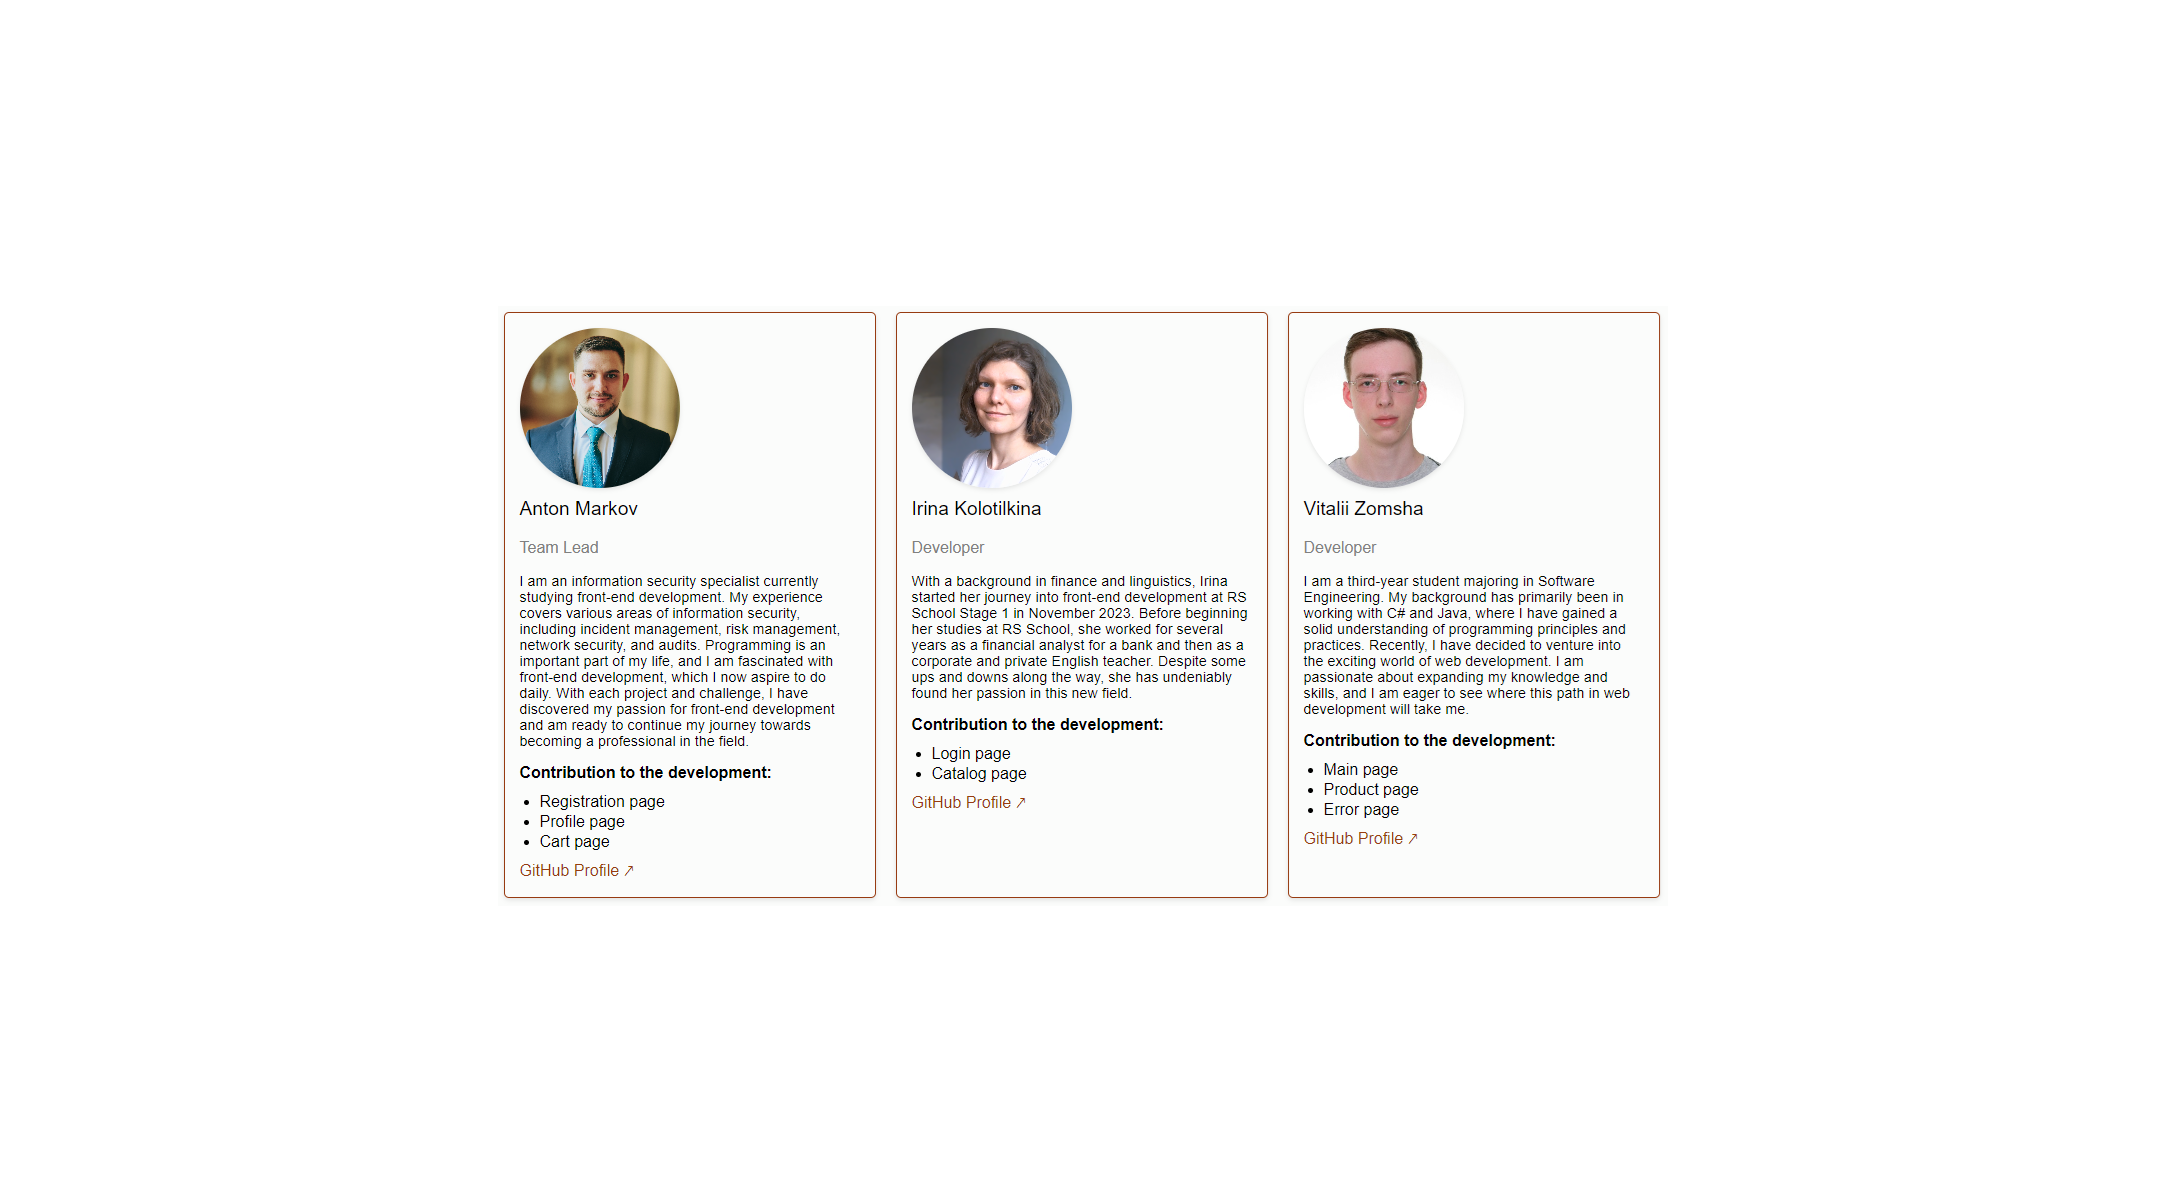 Anton Markov
Team Lead
I am an information security specialist currently
studying front-end development. My experience
covers various areas of information security,
including incident management, risk management,
network security, and audits. Programming is an
important part of my life, and I am fascinated with
front-end development, which I now aspire to do
daily. With each project and challenge, I have
discovered my passion for front-end development
and am ready to continue my journey towards
becoming a professional in the field.
Contribution to the development:
• Registration page
• Profile page
• Cart page
GitHub Profile ↗
Irina Kolotilkina
Developer
With a background in finance and linguistics, Irina
started her journey into front-end development at RS
School Stage 1 in November 2023. Before beginning
her studies at RS School, she worked for several
years as a financial analyst for a bank and then as a
corporate and private English teacher. Despite some
ups and downs along the way, she has undeniably
found her passion in this new field.
Contribution to the development:
• Login page
• Catalog page
GitHub Profile ↗
Vitalii Zomsha
Developer
I am a third-year student majoring in Software
Engineering. My background has primarily been in
working with C# and Java, where I have gained a
solid understanding of programming principles and
practices. Recently, I have decided to venture into
the exciting world of web development. I am
passionate about expanding my knowledge and
skills, and I am eager to see where this path in web
development will take me.
Contribution to the development:
• Main page
• Product page
• Error page
GitHub Profile ↗